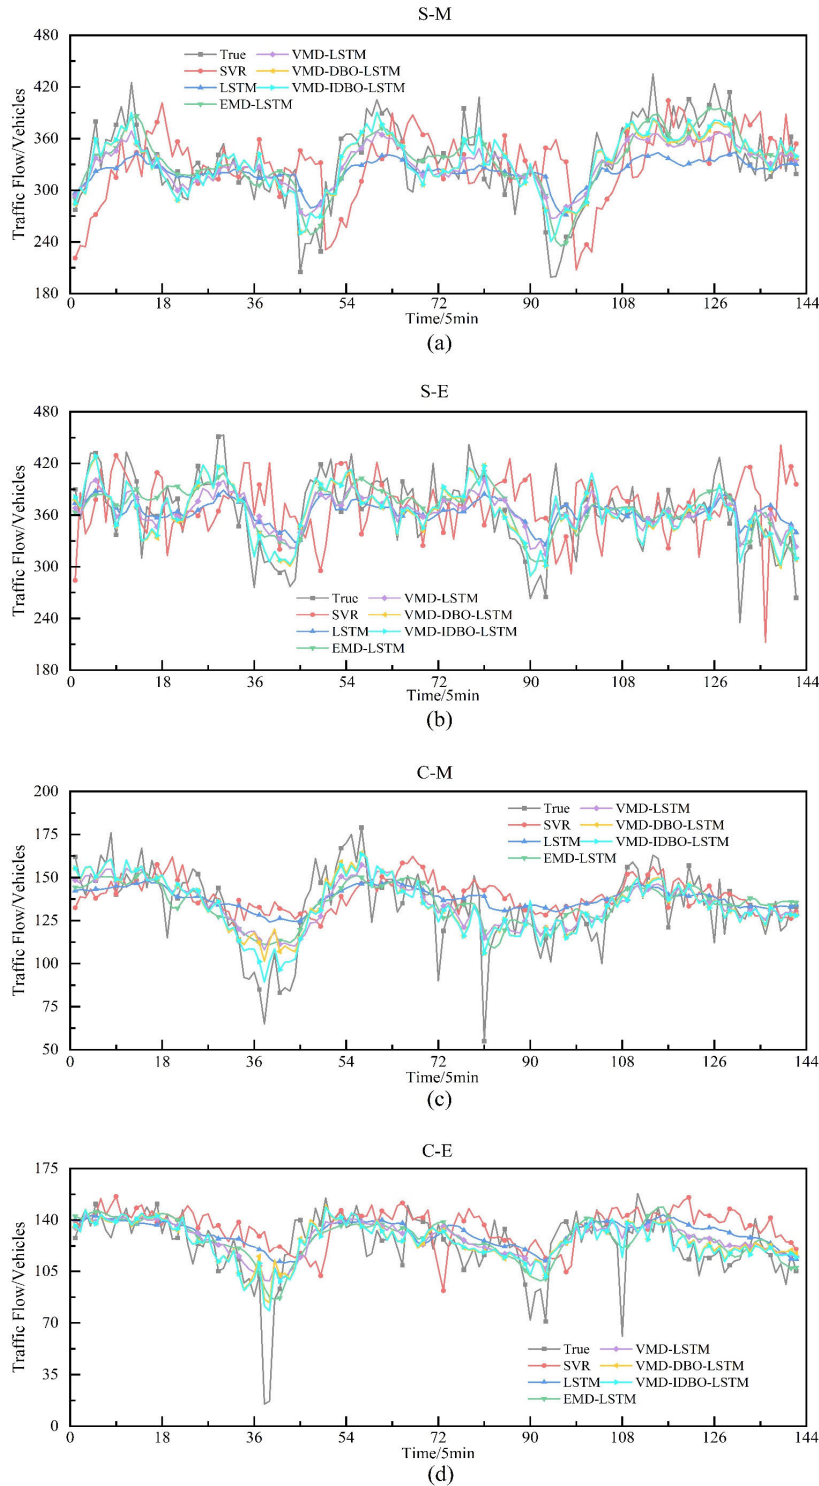 S-M
480
420
360
300
240
180
Traffic Flow/Vehicles
True VMD-LSTM
SVR VMD-DBO-LSTM
LSTM VMD-IDBO-LSTM
EMD-LSTM
0 18 36 54 72 90 108 126 144
Time/5min
(a)
S-E
480
420
360
300
240
180
Traffic Flow/Vehicles
True VMD-LSTM
SVR VMD-DBO-LSTM
LSTM VMD-IDBO-LSTM
EMD-LSTM
0 18 36 54 72 90 108 126 144
Time/5min
(b)
C-M
200
175
150
125
100
75
50
Traffic Flow/Vehicles
True VMD-LSTM
SVR VMD-DBO-LSTM
LSTM VMD-IDBO-LSTM
EMD-LSTM
0 18 36 54 72 90 108 126 144
Time/5min
(c)
C-E
175
140
105
70
35
0
Traffic Flow/Vehicles
True VMD-LSTM
SVR VMD-DBO-LSTM
LSTM VMD-IDBO-LSTM
EMD-LSTM
0 18 36 54 72 90 108 126 144
Time/5min
(d)